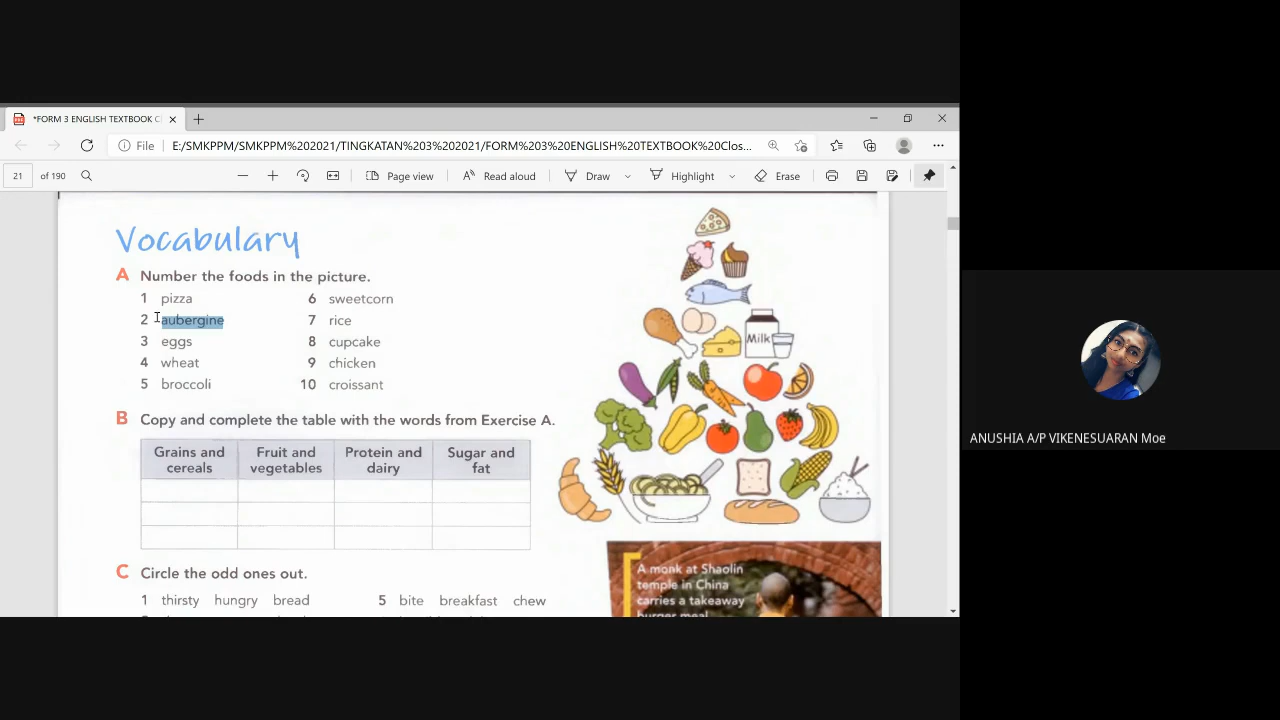 *FORM 3 ENGLISH TEXTBOOK C
File
E:/SMKPPM/SMKPPM%202021/TINGKATAN%203%202021/FORM%203%20ENGLISH%20TEXTBOOK%20Clos...
21 of 190
Page view
Read aloud
Draw
Highlight
Erase
Vocabulary
A Number the foods in the picture.
1 pizza
2 aubergine
3 eggs
4 wheat
5 broccoli
6 sweetcorn
7 rice
8 cupcake
9 chicken
10 croissant
Milk
B Copy and complete the table with the words from Exercise A.
Grains and cereals
Fruit and vegetables
Protein and dairy
Sugar and fat
C Circle the odd ones out.
1 thirsty hungry bread
5 bite breakfast chew
A monk at Shaolin
temple in China
carries a takeaway
burger meal
ANUSHIA A/P VIKENESUARAN Moe